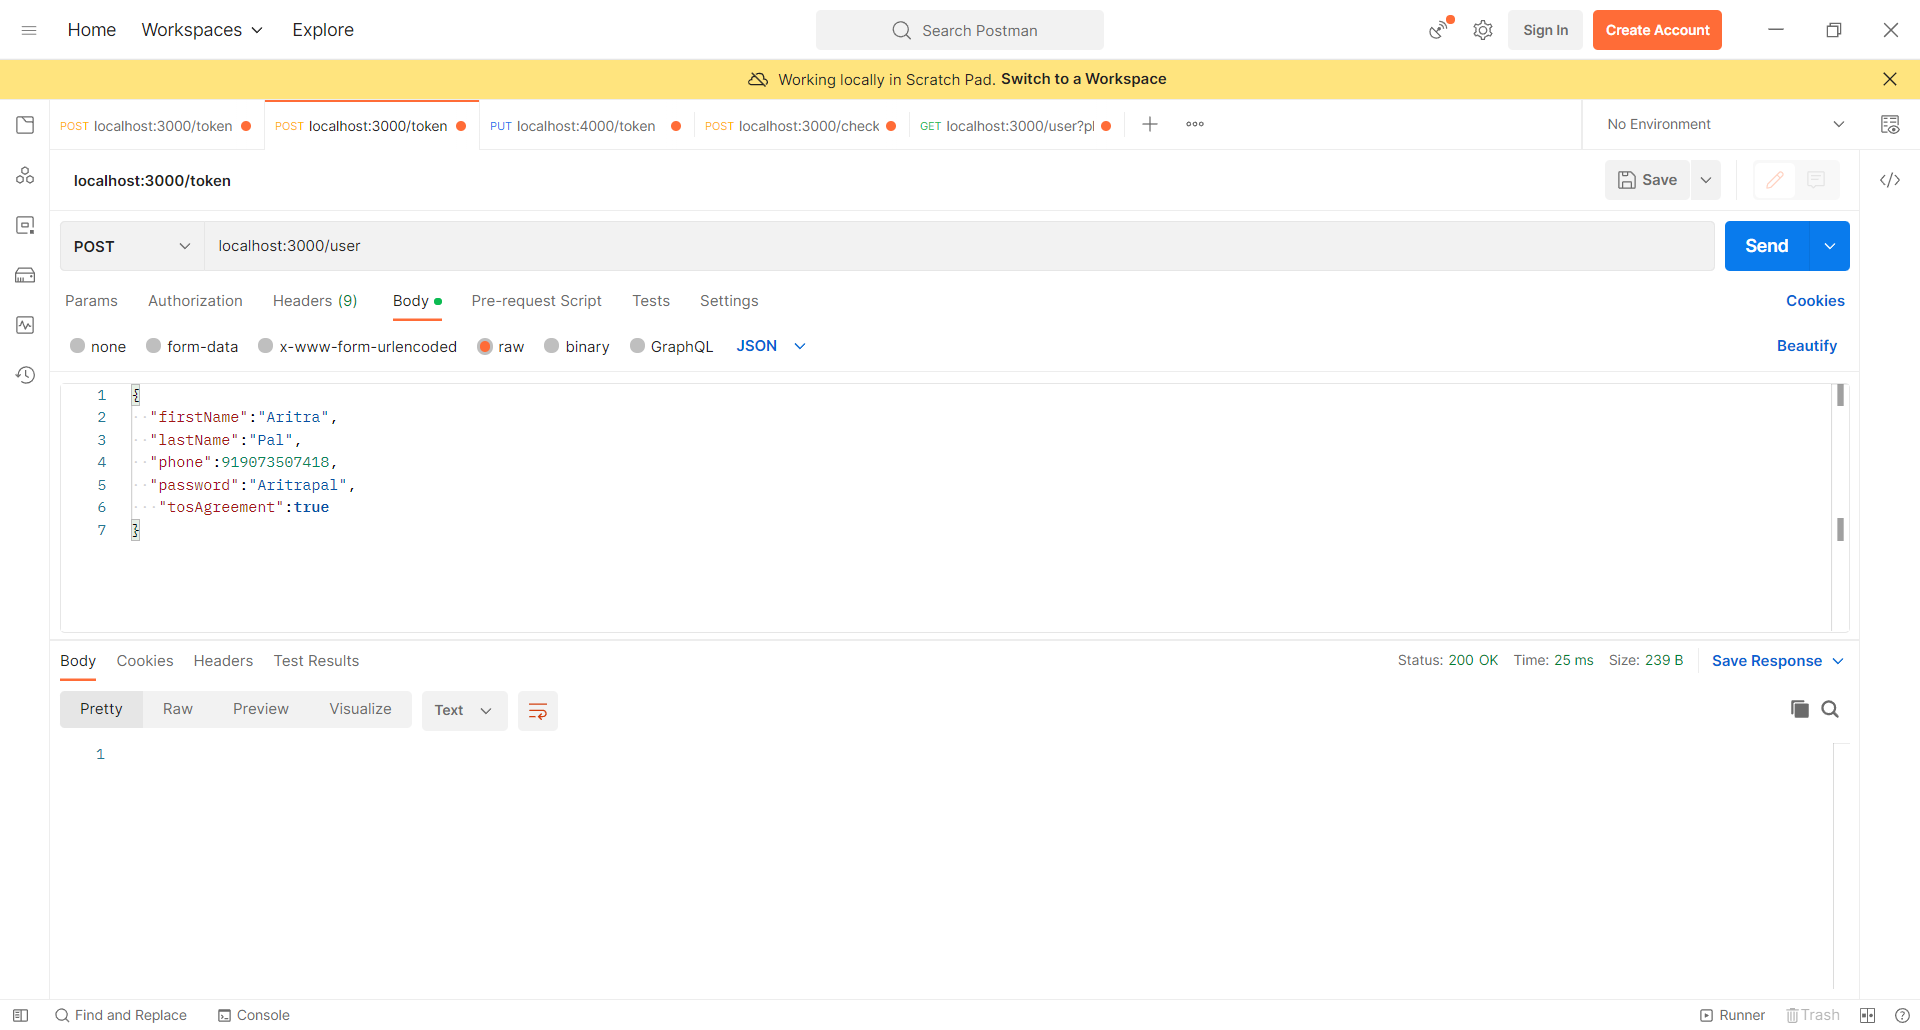 Home Workspaces Explore Search Postman Sign In Create Account
Working locally in Scratch Pad. Switch to a Workspace
POST localhost:3000/token POST localhost:3000/token PUT localhost:4000/token POST localhost:3000/check GET localhost:3000/user?pl No Environment
localhost:3000/token Save
POST localhost:3000/user Send
Params Authorization Headers (9) Body Pre-request Script Tests Settings Cookies
none form-data x-www-form-urlencoded raw binary GraphQL JSON Beautify
1 {
2 "firstName":"Aritra",
3 "lastName":"Pal",
4 "phone":919073507418,
5 "password":"Aritrapal",
6 "tosAgreement":true
7 }
Body Cookies Headers Test Results Status: 200 OK Time: 25 ms Size: 239 B Save Response
Pretty Raw Preview Visualize Text
1
Find and Replace Console Runner Trash